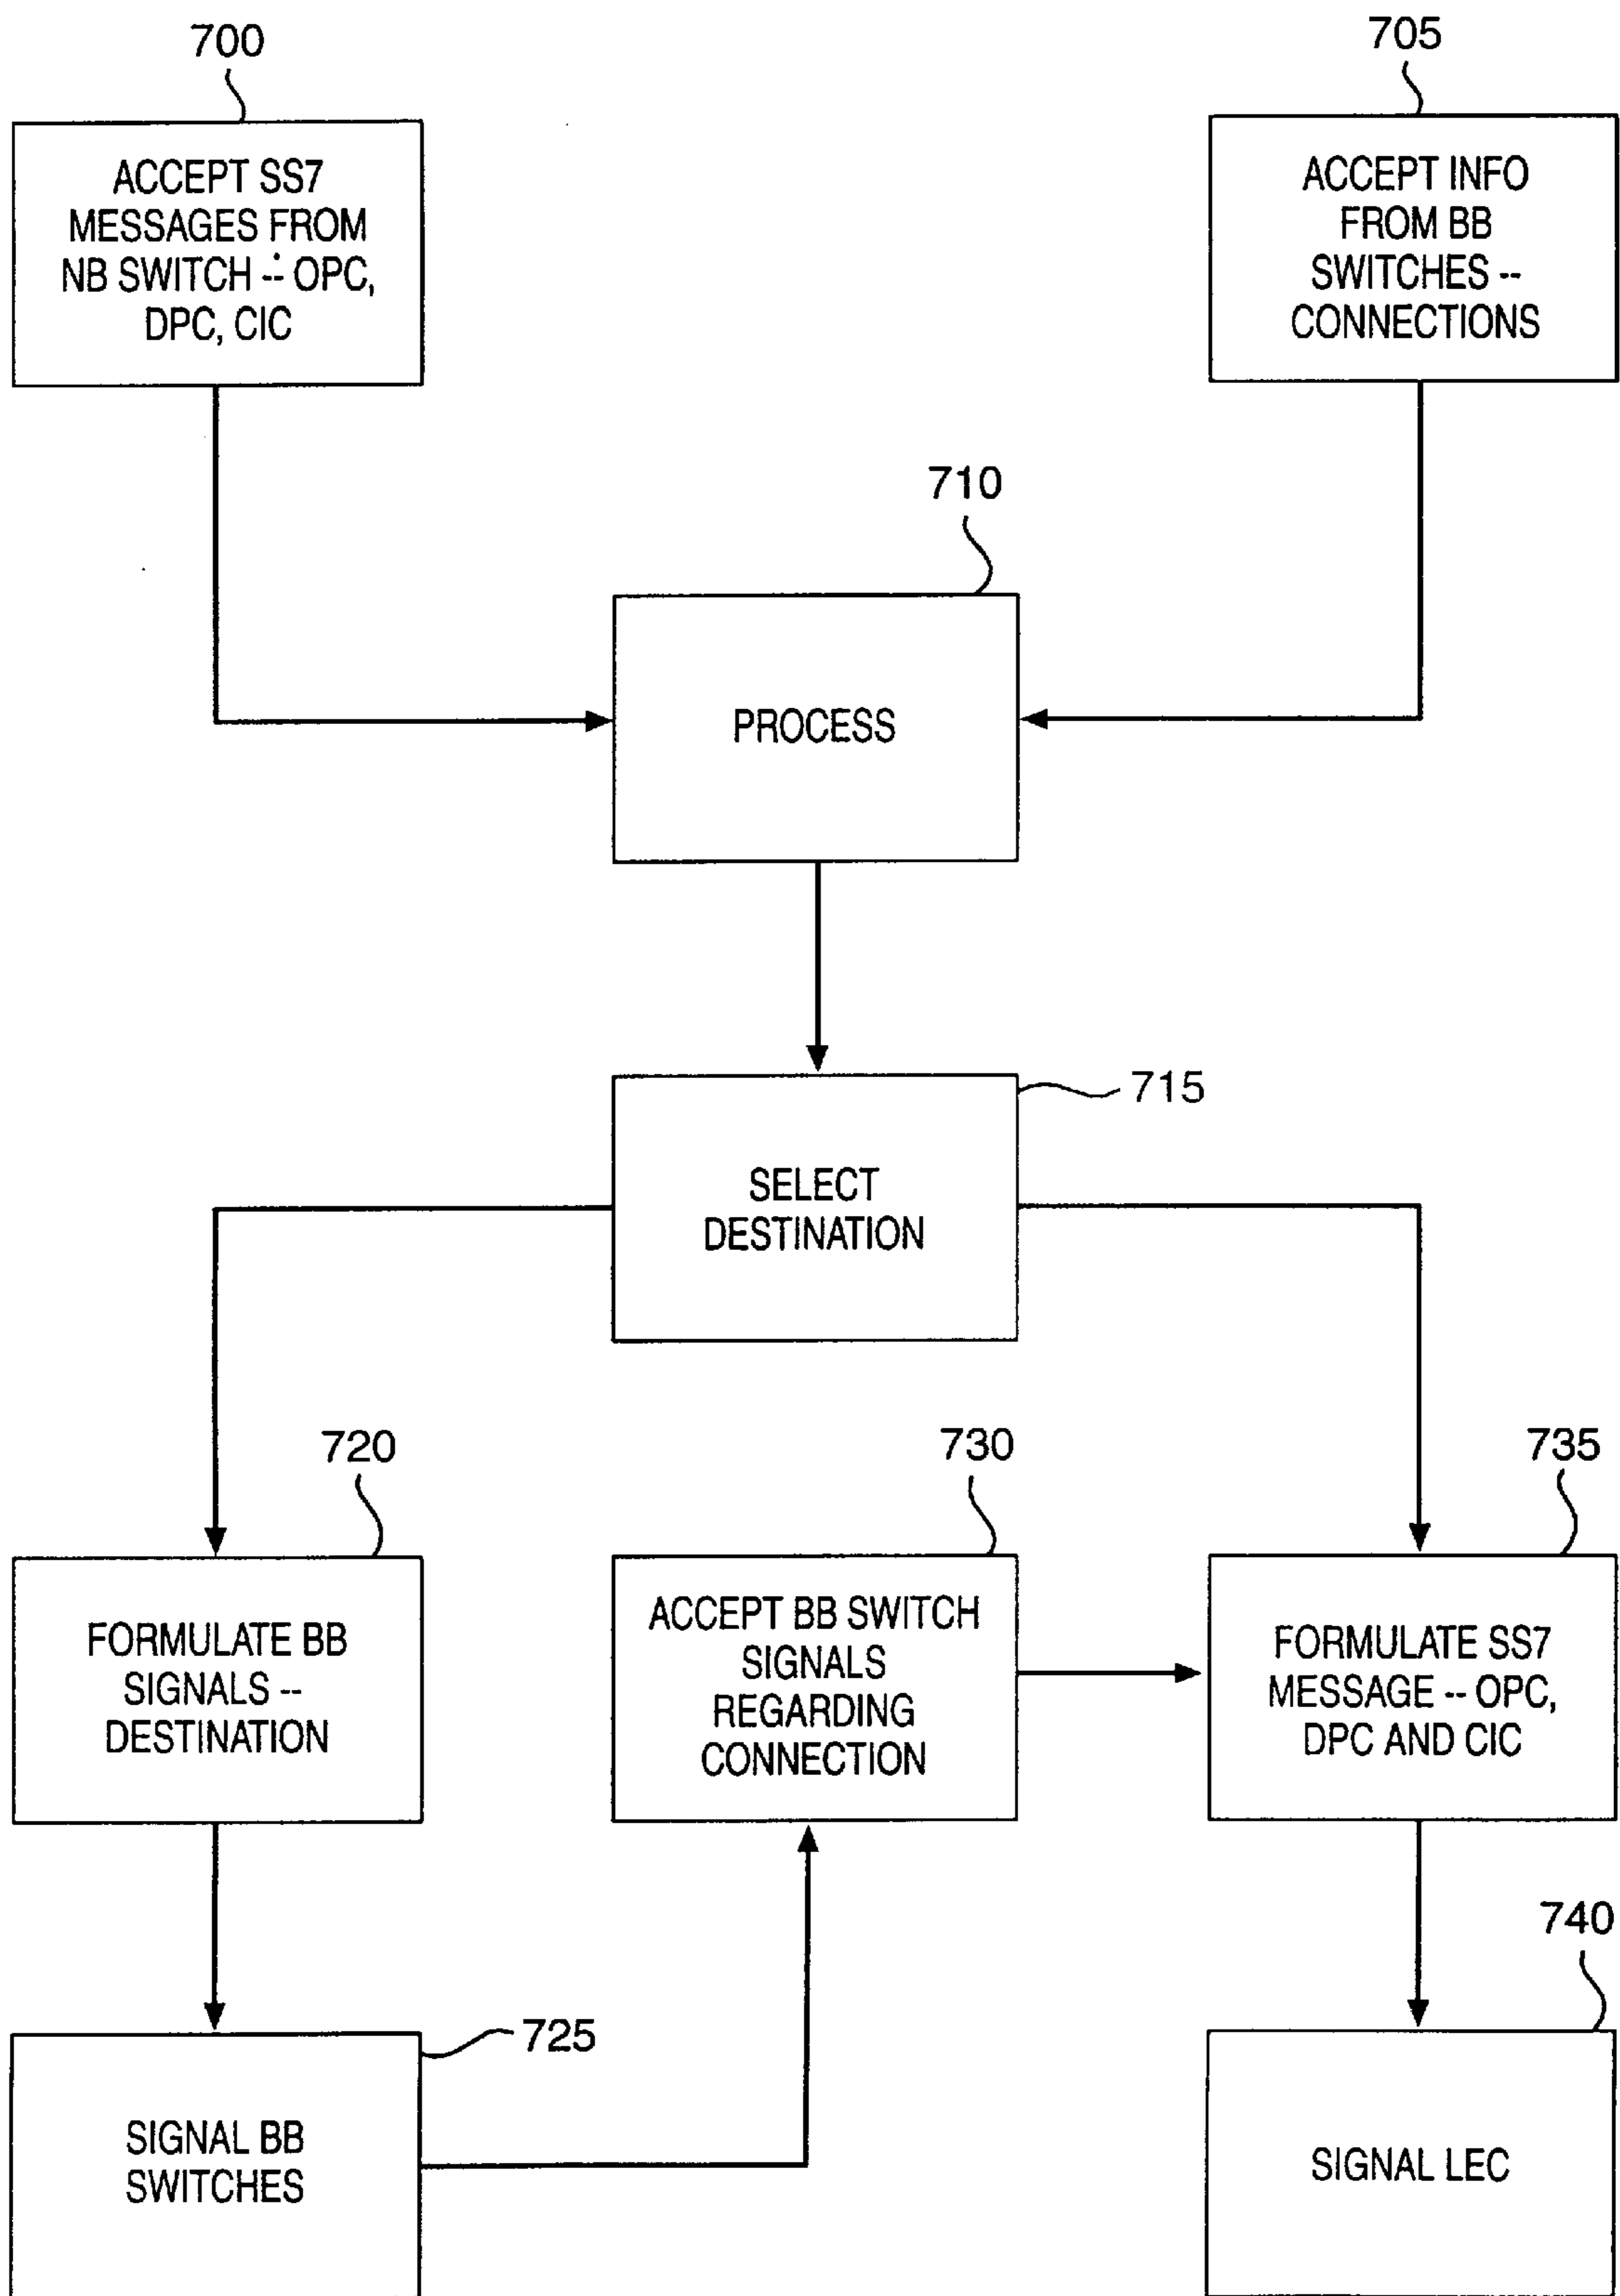 700
ACCEPT SS7
MESSAGES FROM
NB SWITCH -- OPC,
DPC, CIC
705
ACCEPT INFO
FROM BB
SWITCHES --
CONNECTIONS
710
PROCESS
715
SELECT
DESTINATION
720
FORMULATE BB
SIGNALS --
DESTINATION
730
ACCEPT BB SWITCH
SIGNALS
REGARDING
CONNECTION
735
FORMULATE SS7
MESSAGE -- OPC,
DPC AND CIC
725
SIGNAL BB
SWITCHES
740
SIGNAL LEC